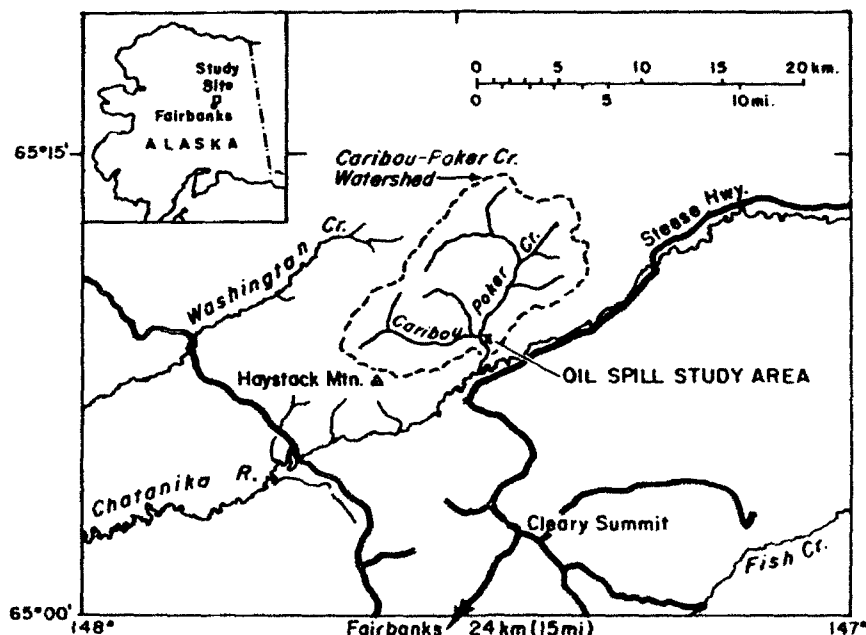 Study
Site
Fairbanks
ALASKA
0 5 10 15 20 km.
0 5 10 mi.
65°15'
Caribou-Poker Cr.
Watershed
Steese Hwy.
Washington Cr.
Poker Cr.
Caribou
Haystack Mtn.
OIL SPILL STUDY AREA
Chatanika R.
Cleary Summit
Fish Cr.
65°00'
148°
Fairbanks 24 km (15mi)
147°